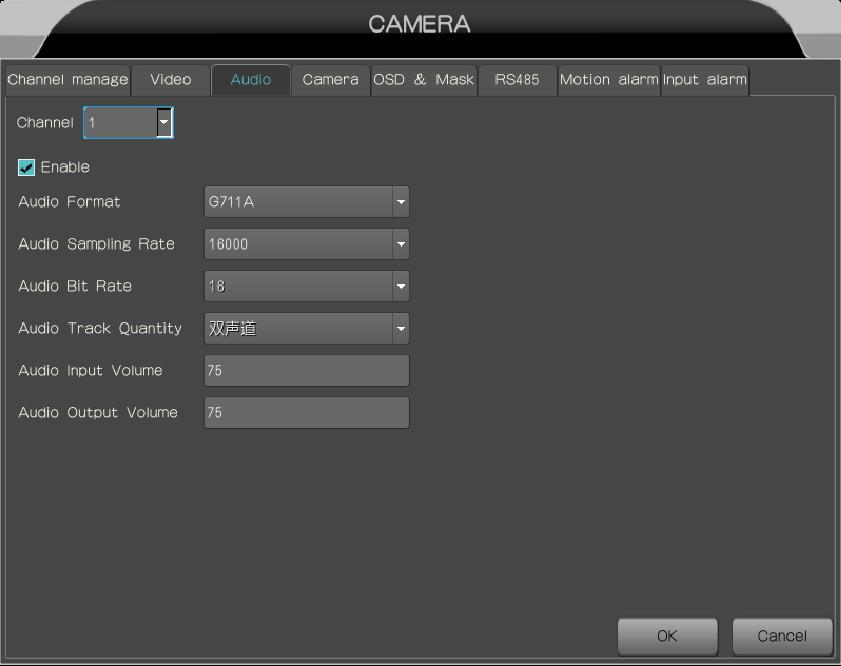 CAMERA
Channel manage Video Audio Camera OSD & Mask RS485 Motion alarm Input alarm
Channel 1
Enable
Audio Format G711A
Audio Sampling Rate 16000
Audio Bit Rate 16
Audio Track Quantity 双声道
Audio Input Volume 75
Audio Output Volume 75
OK Cancel